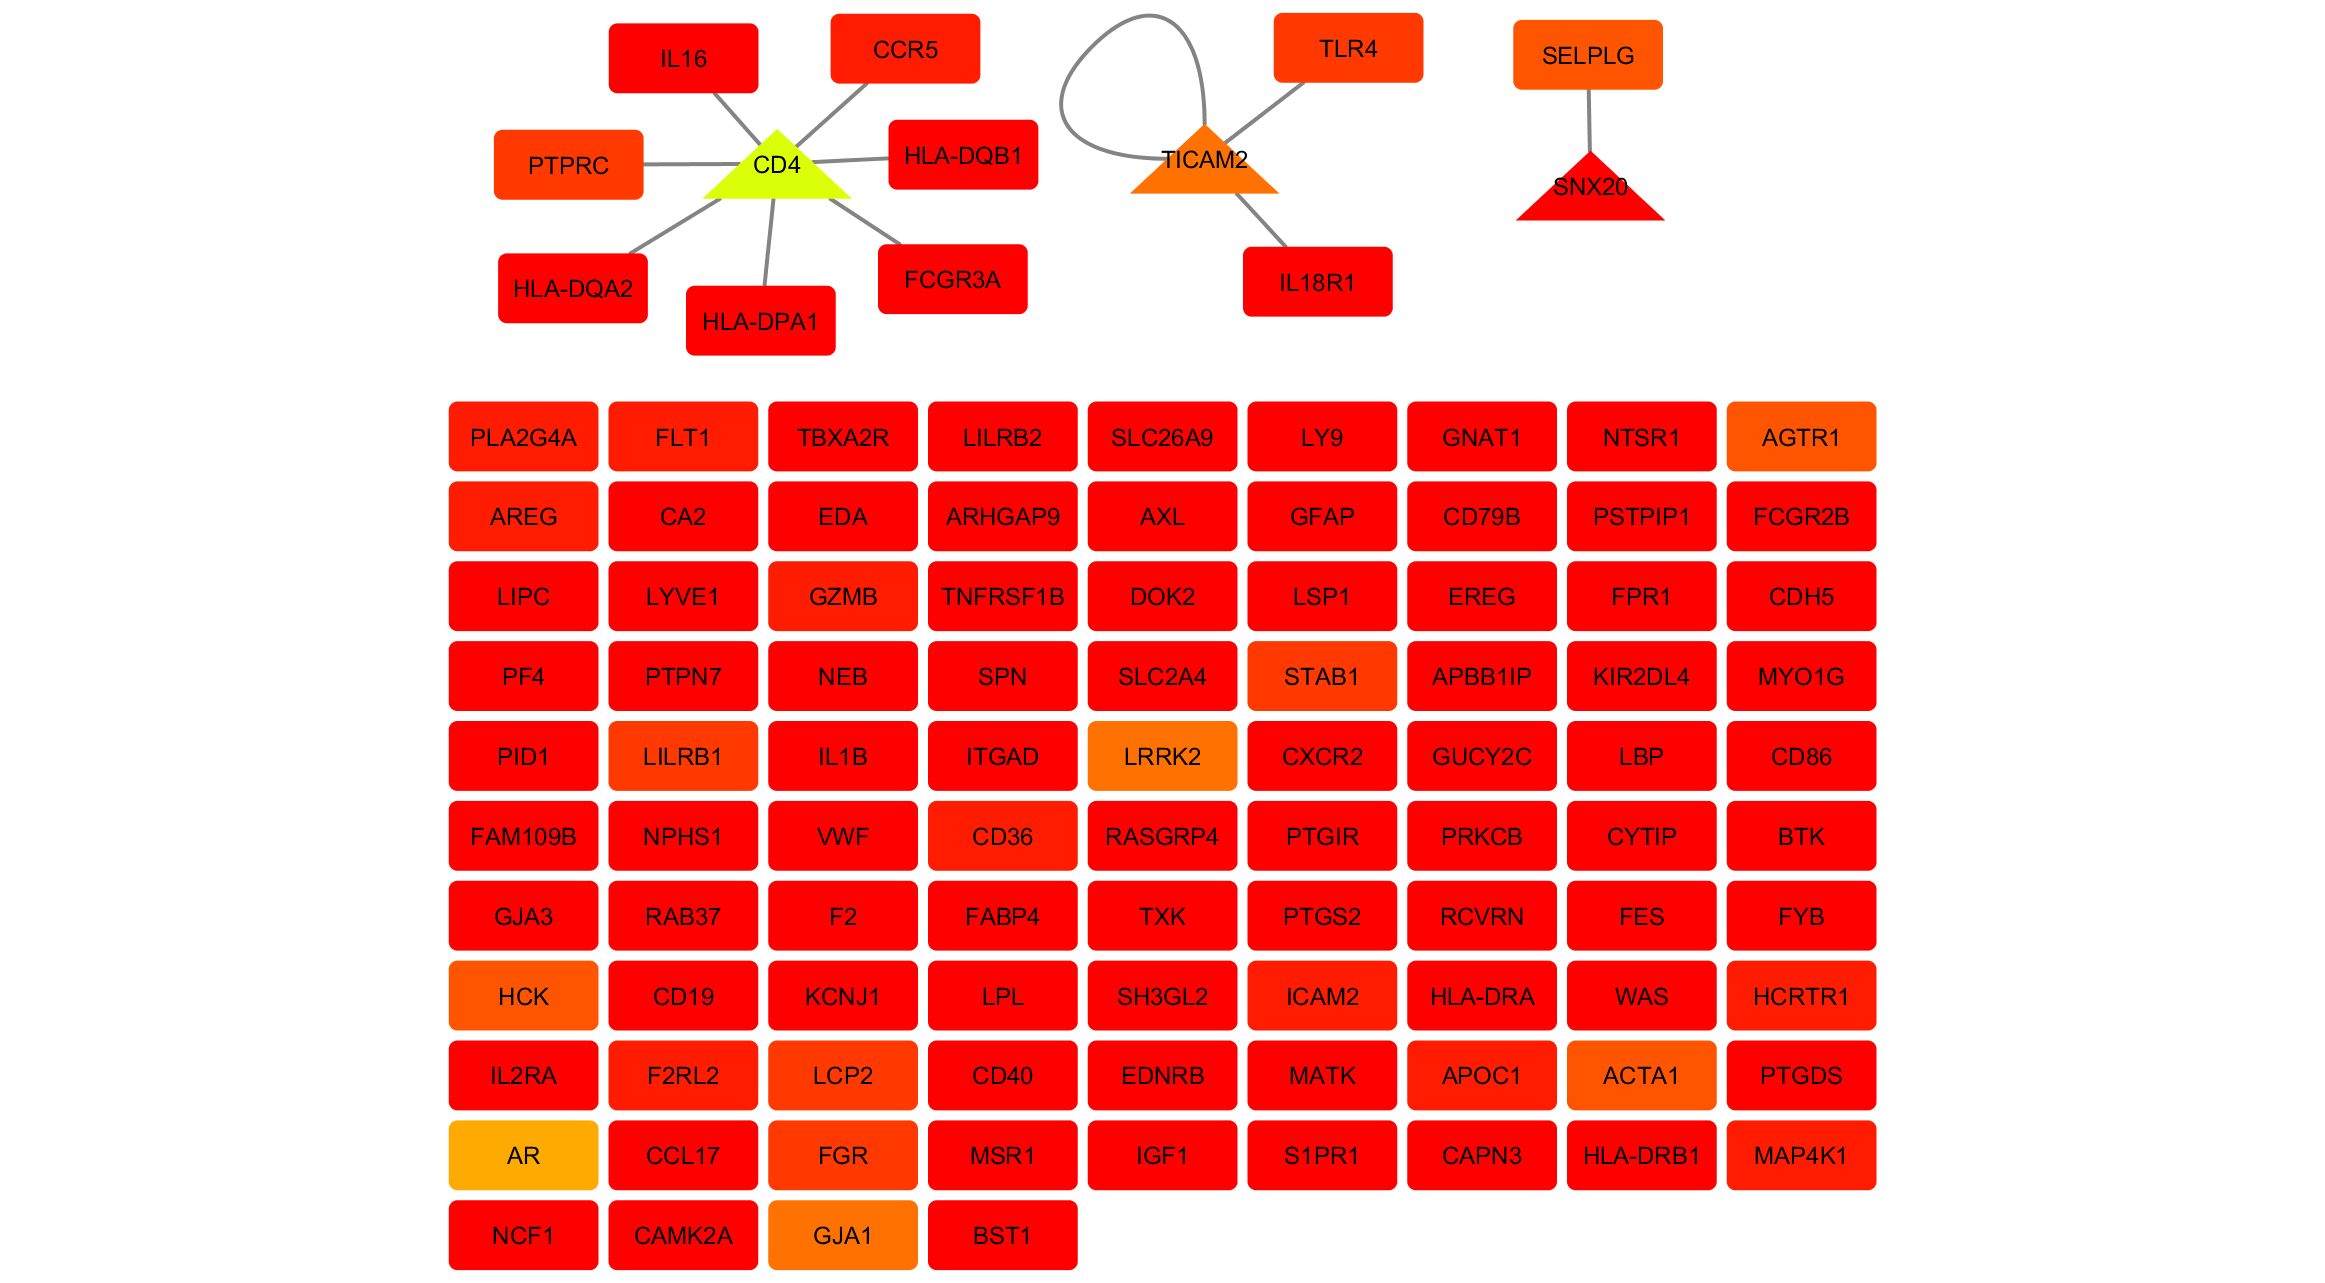 IL16
CCR5
TLR4
SELPLG
PTPRC
CD4
HLA-DQB1
TICAM2
SNX20
HLA-DQA2
HLA-DPA1
FCGR3A
IL18R1
PLA2G4A FLT1 TBXA2R LILRB2 SLC26A9 LY9 GNAT1 NTSR1 AGTR1
AREG CA2 EDA ARHGAP9 AXL GFAP CD79B PSTPIP1 FCGR2B
LIPC LYVE1 GZMB TNFRSF1B DOK2 LSP1 EREG FPR1 CDH5
PF4 PTPN7 NEB SPN SLC2A4 STAB1 APBB1IP KIR2DL4 MYO1G
PID1 LILRB1 IL1B ITGAD LRRK2 CXCR2 GUCY2C LBP CD86
FAM109B NPHS1 VWF CD36 RASGRP4 PTGIR PRKCB CYTIP BTK
GJA3 RAB37 F2 FABP4 TXK PTGS2 RCVRN FES FYB
HCK CD19 KCNJ1 LPL SH3GL2 ICAM2 HLA-DRA WAS HCRTR1
IL2RA F2RL2 LCP2 CD40 EDNRB MATK APOC1 ACTA1 PTGDS
AR CCL17 FGR MSR1 IGF1 S1PR1 CAPN3 HLA-DRB1 MAP4K1
NCF1 CAMK2A GJA1 BST1